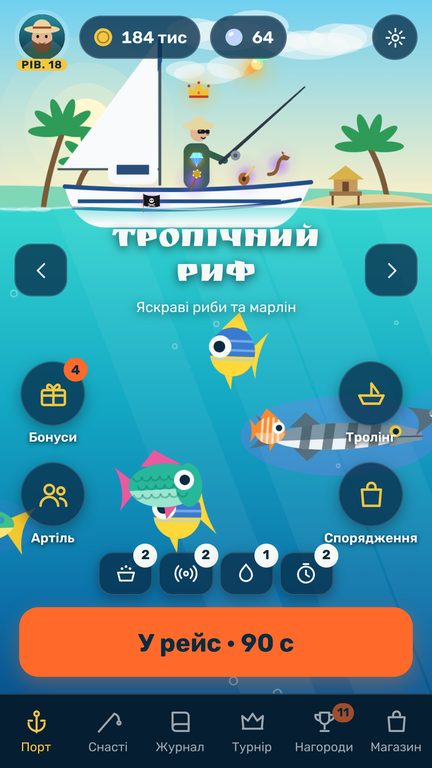 184 тис
64
РІВ. 18
ТРОПІЧНИЙ
РИФ
Яскраві риби та марлін
4
Бонуси
Тролінг
Артіль
Спорядження
2
2
1
2
У рейс • 90 с
11
Порт
Снасті
Журнал
Турнір
Нагороди
Магазин